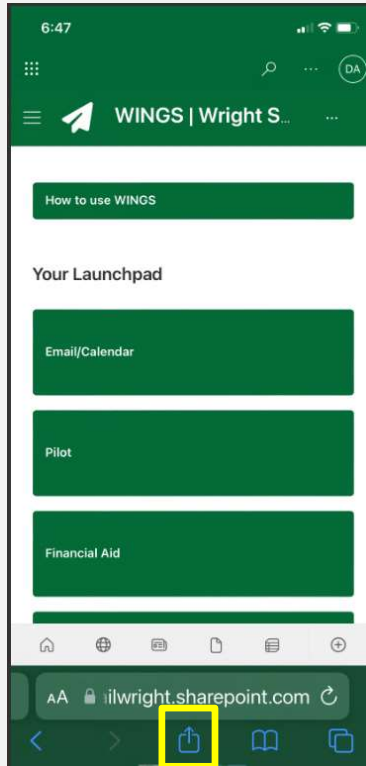 6:47
DA
WINGS | Wright S...
How to use WINGS
Your Launchpad
Email/Calendar
Pilot
Financial Aid
AA ilwright.sharepoint.com